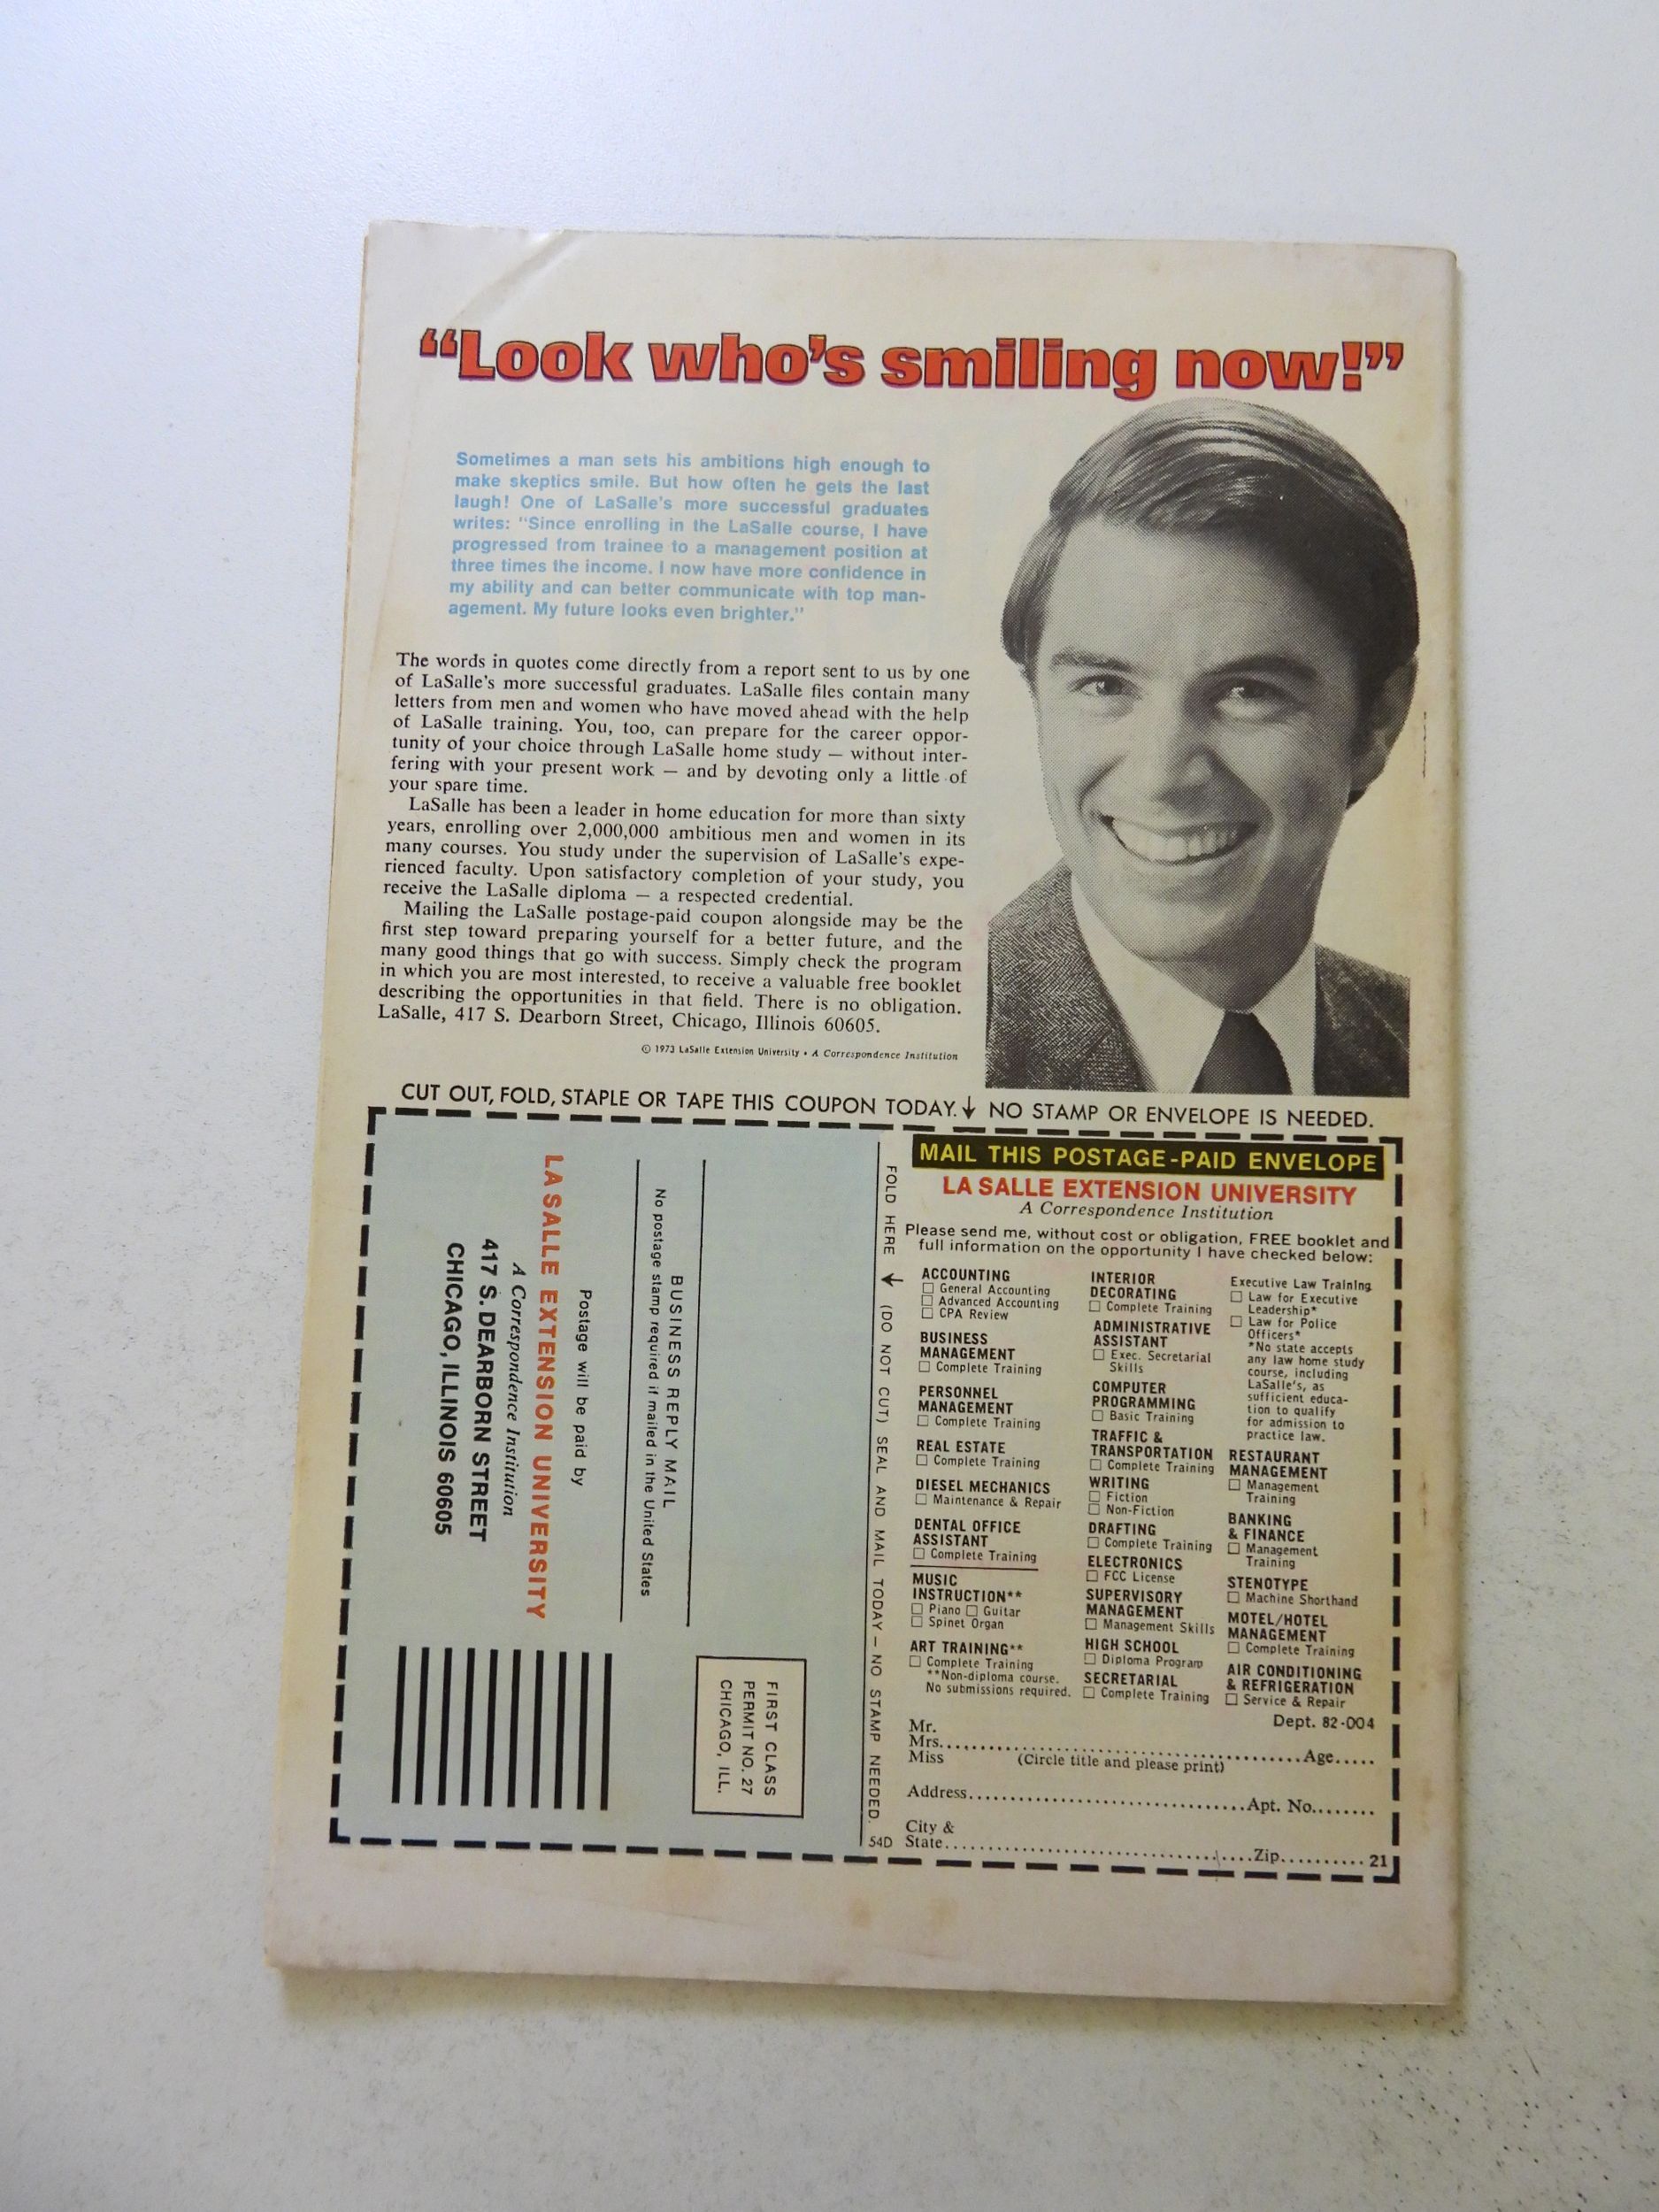 “Look who’s smiling now!”
Sometimes a man sets his ambitions high enough to
make skeptics smile. But how often he gets the last
laugh! One of LaSalle's more successful graduates
writes: "Since enrolling in the LaSalle course, I have
progressed from trainee to a management position at
three times the income. I now have more confidence in
my ability and can better communicate with top man-
agement. My future looks even brighter."
The words in quotes come directly from a report sent to us by one
of LaSalle's more successful graduates. LaSalle files contain many
letters from men and women who have moved ahead with the help
of LaSalle training. You, too, can prepare for the career oppor-
tunity of your choice through LaSalle home study — without inter-
fering with your present work — and by devoting only a little of
your spare time.
LaSalle has been a leader in home education for more than sixty
years, enrolling over 2,000,000 ambitious men and women in its
many courses. You study under the supervision of LaSalle's expe-
rienced faculty. Upon satisfactory completion of your study, you
receive the LaSalle diploma — a respected credential.
Mailing the LaSalle postage-paid coupon alongside may be the
first step toward preparing yourself for a better future, and the
many good things that go with success. Simply check the program
in which you are most interested, to receive a valuable free booklet
describing the opportunities in that field. There is no obligation.
LaSalle, 417 S. Dearborn Street, Chicago, Illinois 60605.
© 1973 LaSalle Extension University • A Correspondence Institution
CUT OUT, FOLD, STAPLE OR TAPE THIS COUPON TODAY. ↓ NO STAMP OR ENVELOPE IS NEEDED.
FIRST CLASS
PERMIT NO. 27
CHICAGO, ILL.
BUSINESS REPLY MAIL
No postage stamp required if mailed in the United States
Postage will be paid by
LA SALLE EXTENSION UNIVERSITY
A Correspondence Institution
417 S. DEARBORN STREET
CHICAGO, ILLINOIS 60605
FOLD HERE ↓ (DO NOT CUT) SEAL AND MAIL TODAY — NO STAMP NEEDED.
54D
MAIL THIS POSTAGE-PAID ENVELOPE
LA SALLE EXTENSION UNIVERSITY
A Correspondence Institution
Please send me, without cost or obligation, FREE booklet and
full information on the opportunity I have checked below:
ACCOUNTING
☐ General Accounting
☐ Advanced Accounting
☐ CPA Review
BUSINESS
MANAGEMENT
☐ Complete Training
PERSONNEL
MANAGEMENT
☐ Complete Training
REAL ESTATE
☐ Complete Training
DIESEL MECHANICS
☐ Maintenance & Repair
DENTAL OFFICE
ASSISTANT
☐ Complete Training
MUSIC
INSTRUCTION**
☐ Piano ☐ Guitar
☐ Spinet Organ
ART TRAINING**
☐ Complete Training
**Non-diploma course.
No submissions required.
INTERIOR
DECORATING
☐ Complete Training
ADMINISTRATIVE
ASSISTANT
☐ Exec. Secretarial
Skills
COMPUTER
PROGRAMMING
☐ Basic Training
TRAFFIC &
TRANSPORTATION
☐ Complete Training
WRITING
☐ Fiction
☐ Non-Fiction
DRAFTING
☐ Complete Training
ELECTRONICS
☐ FCC License
SUPERVISORY
MANAGEMENT
☐ Management Skills
HIGH SCHOOL
☐ Diploma Program
SECRETARIAL
☐ Complete Training
Executive Law Training
☐ Law for Executive
Leadership*
☐ Law for Police
Officers*
*No state accepts
any law home study
course, including
LaSalle's, as
sufficient educa-
tion to qualify
for admission to
practice law.
RESTAURANT
MANAGEMENT
☐ Management
Training
BANKING
& FINANCE
☐ Management
Training
STENOTYPE
☐ Machine Shorthand
MOTEL/HOTEL
MANAGEMENT
☐ Complete Training
AIR CONDITIONING
& REFRIGERATION
☐ Service & Repair
Dept. 82-004
Mr.
Mrs. Age
Miss (Circle title and please print)
Address Apt. No.
City &
State Zip 21